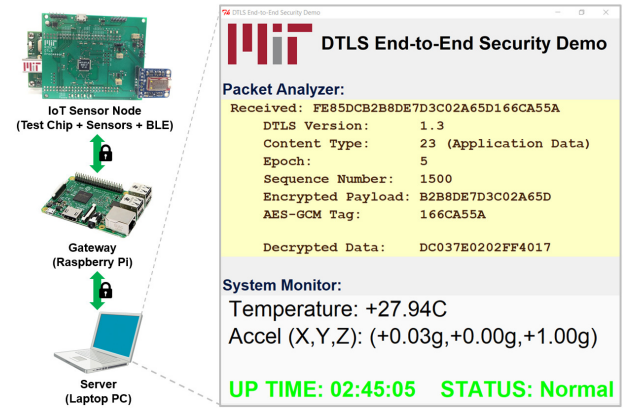 IoT Sensor Node
(Test Chip + Sensors + BLE)
Gateway
(Raspberry Pi)
Server
(Laptop PC)
DTLS End-to-End Security Demo
MIT DTLS End-to-End Security Demo
Packet Analyzer:
Received: FE85DCB2B8DE7D3C02A65D166CA55A
DTLS Version: 1.3
Content Type: 23 (Application Data)
Epoch: 5
Sequence Number: 1500
Encrypted Payload: B2B8DE7D3C02A65D
AES-GCM Tag: 166CA55A
Decrypted Data: DC037E0202FF4017
System Monitor:
Temperature: +27.94C
Accel (X,Y,Z): (+0.03g,+0.00g,+1.00g)
UP TIME: 02:45:05 STATUS: Normal